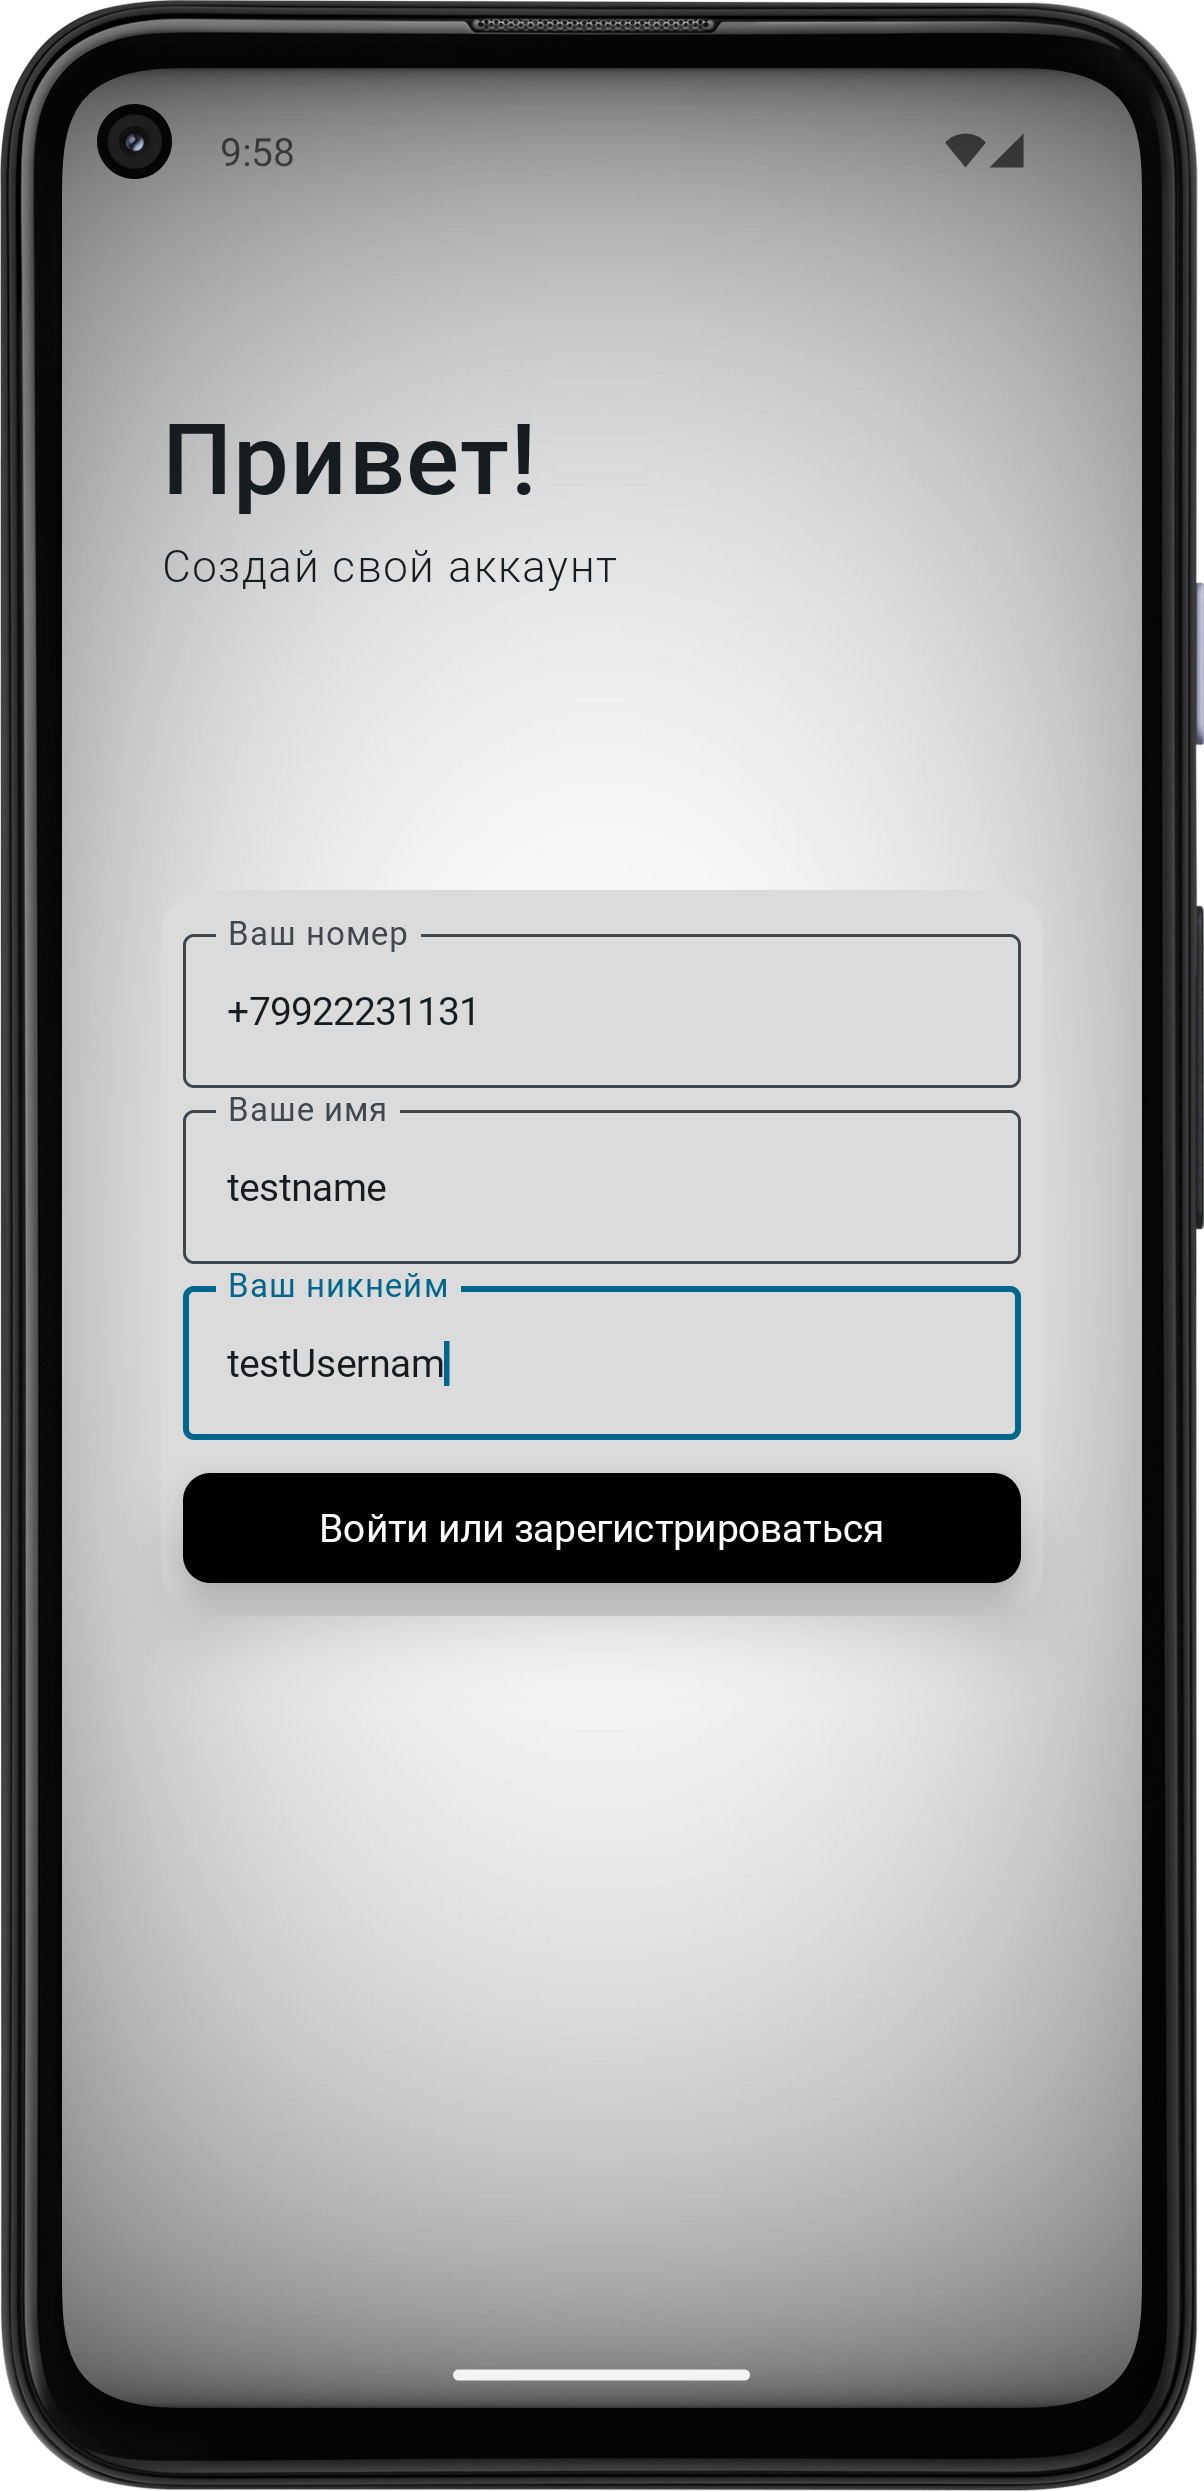 9:58
Привет!
Создай свой аккаунт
Ваш номер
+79922231131
Ваше имя
testname
Ваш никнейм
testUsernam
Войти или зарегистрироваться